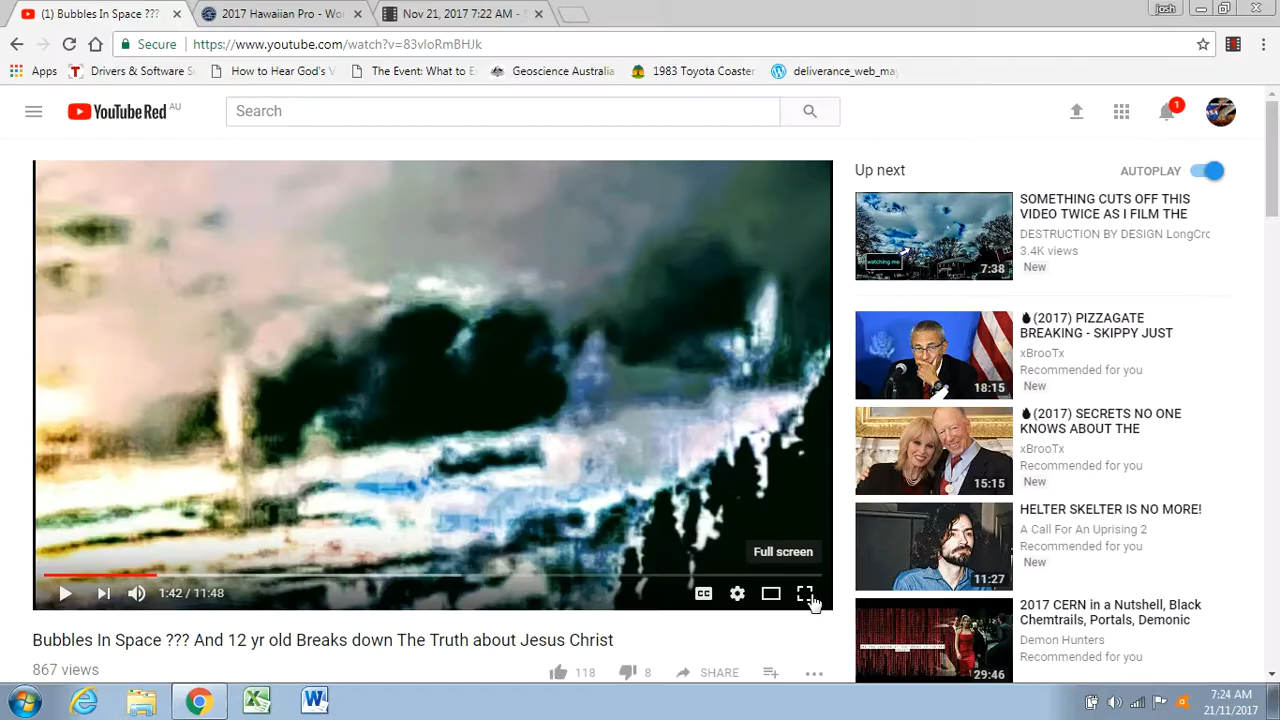 (1) Bubbles In Space ???
2017 Hawaiian Pro - Wor
Nov 21, 2017 7:22 AM -
josh
Secure
https://www.youtube.com/watch?v=83vIoRmBHJk
Apps
Drivers & Software S
How to Hear God's V
The Event: What to E
Geoscience Australia
1983 Toyota Coaster
deliverance_web_ma
YouTube Red AU
Search
1
Up next
AUTOPLAY
SOMETHING CUTS OFF THIS
VIDEO TWICE AS I FILM THE
DESTRUCTION BY DESIGN LongCrc
3.4K views
New
watching me
7:38
(2017) PIZZAGATE
BREAKING - SKIPPY JUST
xBrooTx
Recommended for you
New
18:15
(2017) SECRETS NO ONE
KNOWS ABOUT THE
xBrooTx
Recommended for you
New
15:15
HELTER SKELTER IS NO MORE!
A Call For An Uprising 2
Recommended for you
New
11:27
2017 CERN in a Nutshell, Black
Chemtrails, Portals, Demonic
Demon Hunters
Recommended for you
29:46
Full screen
1:42 / 11:48
CC
Bubbles In Space ??? And 12 yr old Breaks down The Truth about Jesus Christ
867 views
118
8
SHARE
7:24 AM
21/11/2017